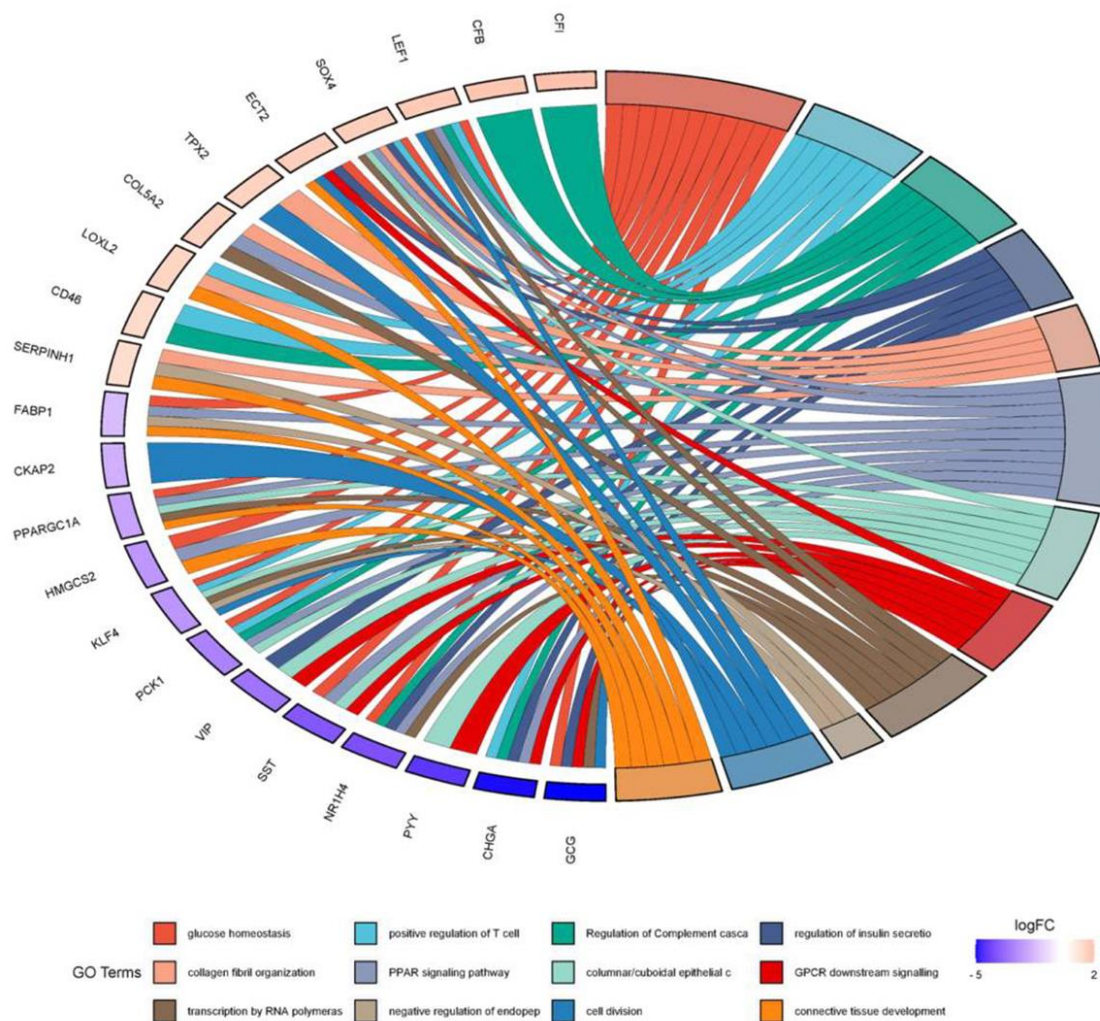 CFI
CFB
LEF1
SOX4
ECT2
TPX2
COL5A2
LOXL2
CD46
SERPINH1
FABP1
CKAP2
PPARGC1A
HMGCS2
KLF4
PCK1
VIP
SST
NR1H4
PYY
CHGA
GCG
GO Terms
glucose homeostasis
positive regulation of T cell
Regulation of Complement casca
regulation of insulin secretio
collagen fibril organization
PPAR signaling pathway
columnar/cuboidal epithelial c
GPCR downstream signalling
transcription by RNA polymeras
negative regulation of endopep
cell division
connective tissue development
logFC
-5 2